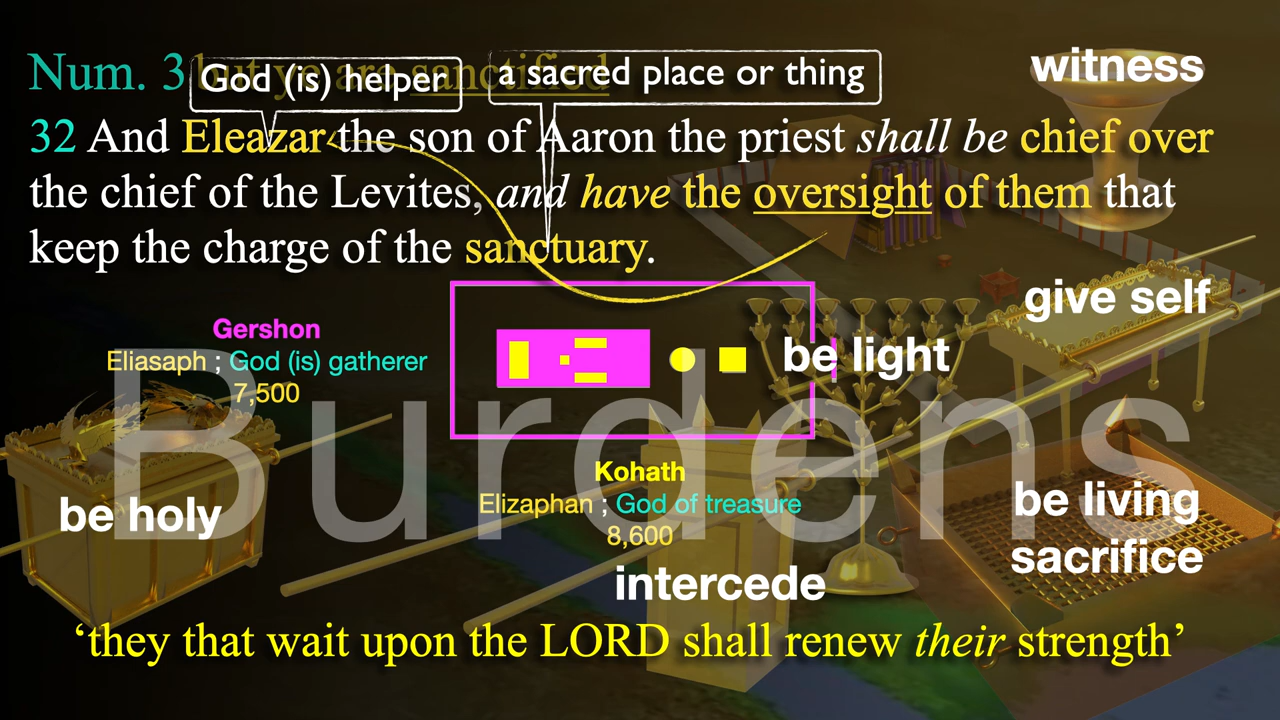 Num. 3 but ye are sanctified
God (is) helper
a sacred place or thing
witness
32 And Eleazar the son of Aaron the priest shall be chief over
the chief of the Levites, and have the oversight of them that
keep the charge of the sanctuary.
give self
Gershon
Eliasaph ; God (is) gatherer
7,500
be light
Burdens
Kohath
Elizaphan ; God of treasure
8,600
be holy
be living
sacrifice
intercede
‘they that wait upon the LORD shall renew their strength’